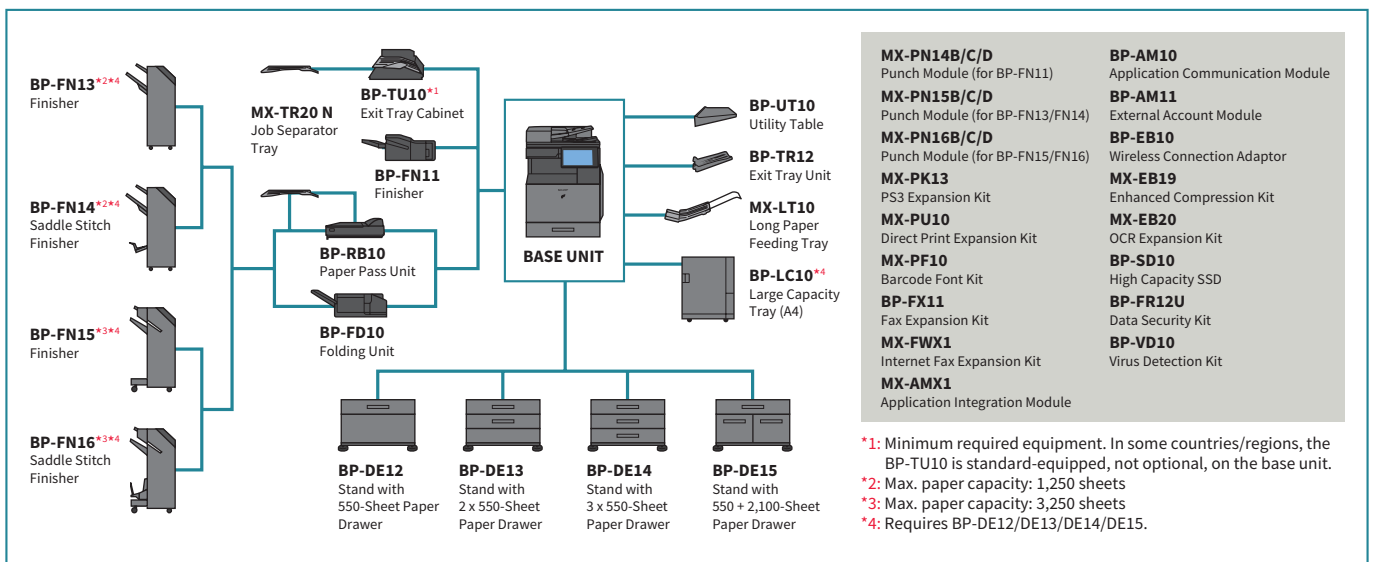 BP-FN13*2*4
Finisher
BP-FN14*2*4
Saddle Stitch
Finisher
BP-FN15*3*4
Finisher
BP-FN16*3*4
Saddle Stitch
Finisher
MX-TR20 N
Job Separator
Tray
BP-TU10*1
Exit Tray Cabinet
BP-FN11
Finisher
BP-RB10
Paper Pass Unit
BP-FD10
Folding Unit
BASE UNIT
BP-UT10
Utility Table
BP-TR12
Exit Tray Unit
MX-LT10
Long Paper
Feeding Tray
BP-LC10*4
Large Capacity
Tray (A4)
BP-DE12
Stand with
550-Sheet Paper
Drawer
BP-DE13
Stand with
2 x 550-Sheet
Paper Drawer
BP-DE14
Stand with
3 x 550-Sheet
Paper Drawer
BP-DE15
Stand with
550 + 2,100-Sheet
Paper Drawer
MX-PN14B/C/D
Punch Module (for BP-FN11)
MX-PN15B/C/D
Punch Module (for BP-FN13/FN14)
MX-PN16B/C/D
Punch Module (for BP-FN15/FN16)
MX-PK13
PS3 Expansion Kit
MX-PU10
Direct Print Expansion Kit
MX-PF10
Barcode Font Kit
BP-FX11
Fax Expansion Kit
MX-FWX1
Internet Fax Expansion Kit
MX-AMX1
Application Integration Module
BP-AM10
Application Communication Module
BP-AM11
External Account Module
BP-EB10
Wireless Connection Adaptor
MX-EB19
Enhanced Compression Kit
MX-EB20
OCR Expansion Kit
BP-SD10
High Capacity SSD
BP-FR12U
Data Security Kit
BP-VD10
Virus Detection Kit
*1: Minimum required equipment. In some countries/regions, the
BP-TU10 is standard-equipped, not optional, on the base unit.
*2: Max. paper capacity: 1,250 sheets
*3: Max. paper capacity: 3,250 sheets
*4: Requires BP-DE12/DE13/DE14/DE15.